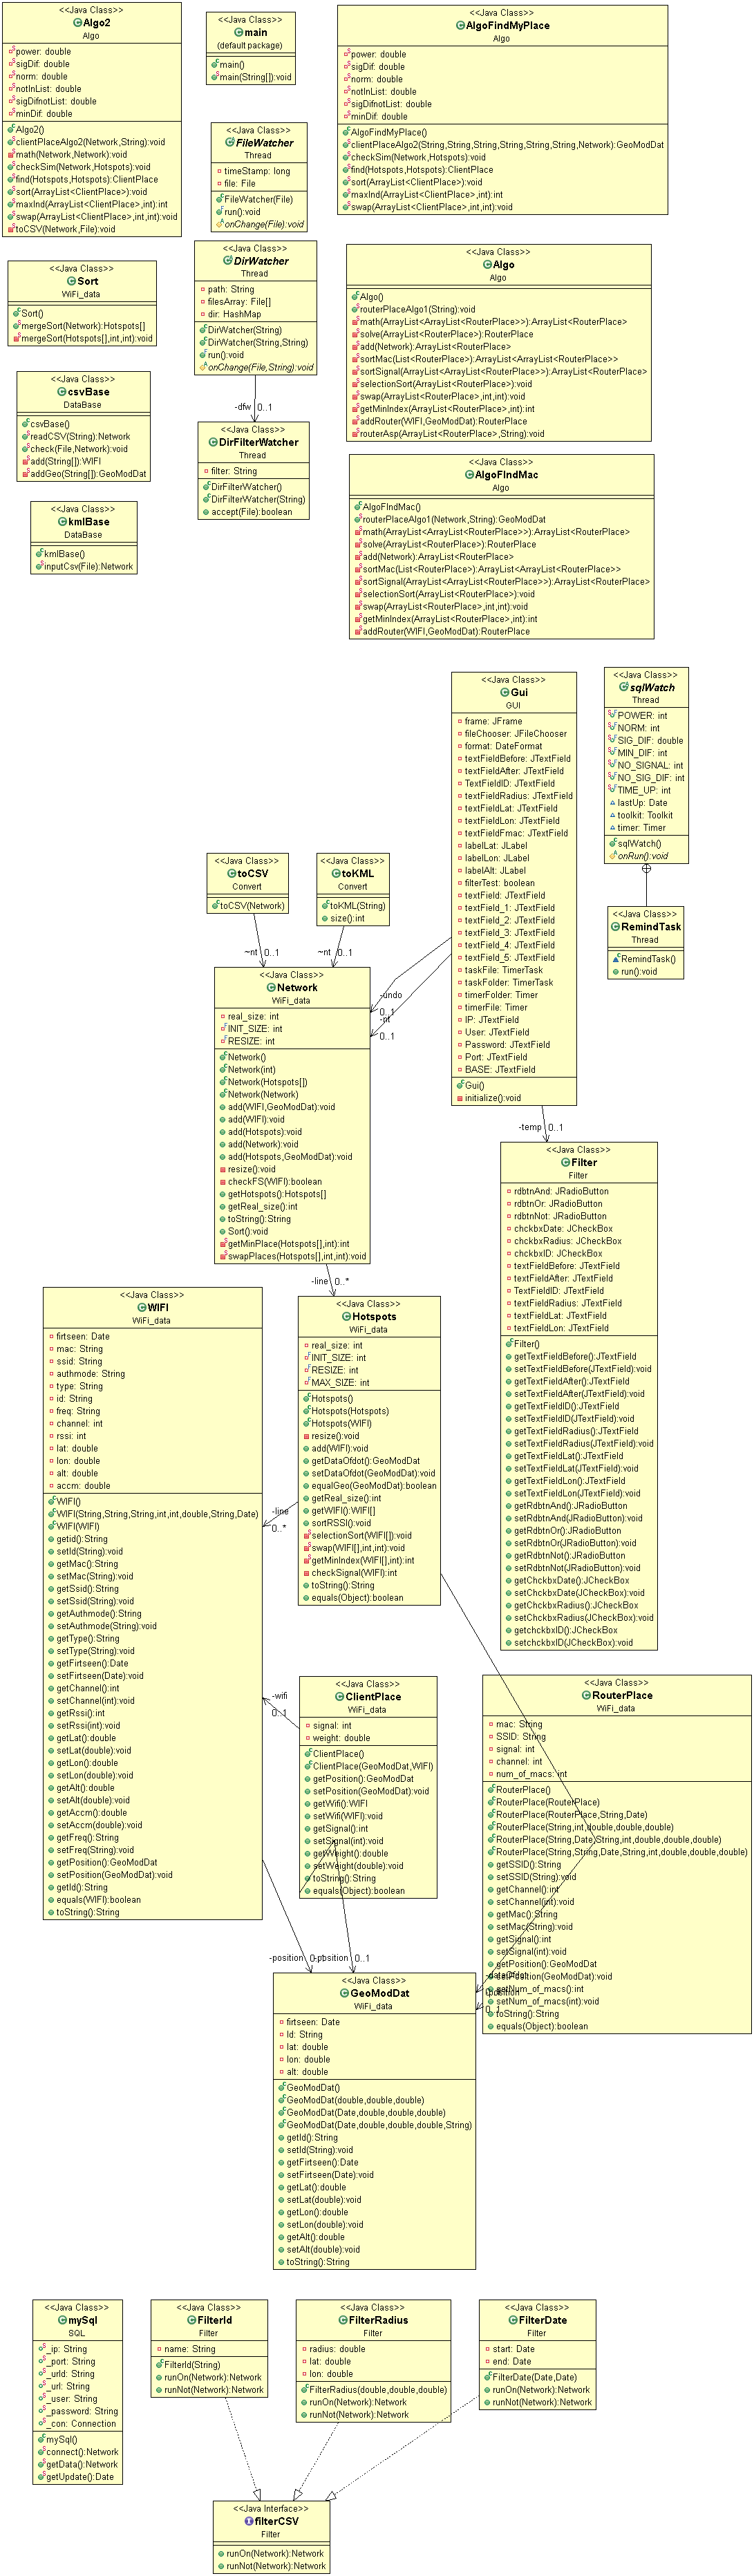 <<Java Class>>
Algo2
Algo
power: double
sigDif: double
norm: double
notInList: double
sigDifnotList: double
minDif: double
Algo2()
clientPlaceAlgo2(Network,String):void
math(Network,Network):void
checkSim(Network,Hotspots):void
find(Hotspots,Hotspots):ClientPlace
sort(ArrayList<ClientPlace>):void
maxInd(ArrayList<ClientPlace>,int):int
swap(ArrayList<ClientPlace>,int,int):void
toCSV(Network,File):void
<<Java Class>>
main
(default package)
main()
main(String[]):void
<<Java Class>>
AlgoFindMyPlace
Algo
power: double
sigDif: double
norm: double
notInList: double
sigDifnotList: double
minDif: double
AlgoFindMyPlace()
clientPlaceAlgo2(String,String,String,String,String,String,Network):GeoModDat
checkSim(Network,Hotspots):void
find(Hotspots,Hotspots):ClientPlace
sort(ArrayList<ClientPlace>):void
maxInd(ArrayList<ClientPlace>,int):int
swap(ArrayList<ClientPlace>,int,int):void
<<Java Class>>
FileWatcher
Thread
timeStamp: long
file: File
FileWatcher(File)
run():void
onChange(File):void
<<Java Class>>
DirWatcher
Thread
path: String
filesArray: File[]
dir: HashMap
DirWatcher(String)
DirWatcher(String,String)
run():void
onChange(File,String):void
-dfw
0..1
<<Java Class>>
DirFilterWatcher
Thread
filter: String
DirFilterWatcher()
DirFilterWatcher(String)
accept(File):boolean
<<Java Class>>
Sort
WiFi_data
Sort()
mergeSort(Network):Hotspots[]
mergeSort(Hotspots[],int,int):void
<<Java Class>>
csvBase
DataBase
csvBase()
readCSV(String):Network
check(File,Network):void
add(String[]):WIFI
addGeo(String[]):GeoModDat
<<Java Class>>
kmlBase
DataBase
kmlBase()
inputCsv(File):Network
<<Java Class>>
Algo
Algo
Algo()
routerPlaceAlgo1(String):void
math(ArrayList<ArrayList<RouterPlace>>):ArrayList<RouterPlace>
solve(ArrayList<RouterPlace>):RouterPlace
add(Network):ArrayList<RouterPlace>
sortMac(List<RouterPlace>):ArrayList<ArrayList<RouterPlace>>
sortSignal(ArrayList<ArrayList<RouterPlace>>):ArrayList<RouterPlace>
selectionSort(ArrayList<RouterPlace>):void
swap(ArrayList<RouterPlace>,int,int):void
getMinIndex(ArrayList<RouterPlace>,int):int
addRouter(WIFI,GeoModDat):RouterPlace
routerAsp(ArrayList<RouterPlace>,String):void
<<Java Class>>
AlgoFIndMac
Algo
AlgoFIndMac()
routerPlaceAlgo1(Network,String):GeoModDat
math(ArrayList<ArrayList<RouterPlace>>):ArrayList<RouterPlace>
solve(ArrayList<RouterPlace>):RouterPlace
add(Network):ArrayList<RouterPlace>
sortMac(List<RouterPlace>):ArrayList<ArrayList<RouterPlace>>
sortSignal(ArrayList<ArrayList<RouterPlace>>):ArrayList<RouterPlace>
selectionSort(ArrayList<RouterPlace>):void
swap(ArrayList<RouterPlace>,int,int):void
getMinIndex(ArrayList<RouterPlace>,int):int
addRouter(WIFI,GeoModDat):RouterPlace
<<Java Class>>
Gui
GUI
frame: JFrame
fileChooser: JFileChooser
format: DateFormat
textFieldBefore: JTextField
textFieldAfter: JTextField
TextFieldID: JTextField
textFieldRadius: JTextField
textFieldLat: JTextField
textFieldLon: JTextField
textFieldFmac: JTextField
labelLat: JLabel
labelLon: JLabel
labelAlt: JLabel
filterTest: boolean
textField: JTextField
textField_1: JTextField
textField_2: JTextField
textField_3: JTextField
textField_4: JTextField
textField_5: JTextField
taskFile: TimerTask
taskFolder: TimerTask
timerFolder: Timer
timerFile: Timer
IP: JTextField
User: JTextField
Password: JTextField
Port: JTextField
BASE: JTextField
Gui()
initialize():void
<<Java Class>>
sqlWatch
Thread
POWER: int
NORM: int
SIG_DIF: double
MIN_DIF: int
NO_SIGNAL: int
NO_SIG_DIF: int
TIME_UP: int
lastUp: Date
toolkit: Toolkit
timer: Timer
sqlWatch()
onRun():void
<<Java Class>>
RemindTask
Thread
RemindTask()
run():void
<<Java Class>>
toCSV
Convert
toCSV(Network)
<<Java Class>>
toKML
Convert
toKML(String)
size():int
~nt
0..1
~nt
0..1
-undo
0..1
-nt
0..1
<<Java Class>>
Network
WiFi_data
real_size: int
INIT_SIZE: int
RESIZE: int
Network()
Network(int)
Network(Hotspots[])
Network(Network)
add(WIFI,GeoModDat):void
add(WIFI):void
add(Hotspots):void
add(Network):void
add(Hotspots,GeoModDat):void
resize():void
checkFS(WIFI):boolean
getHotspots():Hotspots[]
getReal_size():int
toString():String
Sort():void
getMinPlace(Hotspots[],int):int
swapPlaces(Hotspots[],int,int):void
-temp
0..1
<<Java Class>>
Filter
Filter
rdbtnAnd: JRadioButton
rdbtnOr: JRadioButton
rdbtnNot: JRadioButton
chckbxDate: JCheckBox
chckbxRadius: JCheckBox
chckbxID: JCheckBox
textFieldBefore: JTextField
textFieldAfter: JTextField
TextFieldID: JTextField
textFieldRadius: JTextField
textFieldLat: JTextField
textFieldLon: JTextField
Filter()
getTextFieldBefore():JTextField
setTextFieldBefore(JTextField):void
getTextFieldAfter():JTextField
setTextFieldAfter(JTextField):void
getTextFieldID():JTextField
setTextFieldID(JTextField):void
getTextFieldRadius():JTextField
setTextFieldRadius(JTextField):void
getTextFieldLat():JTextField
setTextFieldLat(JTextField):void
getTextFieldLon():JTextField
setTextFieldLon(JTextField):void
getRdbtnAnd():JRadioButton
setRdbtnAnd(JRadioButton):void
getRdbtnOr():JRadioButton
setRdbtnOr(JRadioButton):void
getRdbtnNot():JRadioButton
setRdbtnNot(JRadioButton):void
getChckbxDate():JCheckBox
setChckbxDate(JCheckBox):void
getChckbxRadius():JCheckBox
setChckbxRadius(JCheckBox):void
getchckbxID():JCheckBox
setchckbxID(JCheckBox):void
-line
0..*
<<Java Class>>
WIFI
WiFi_data
firtseen: Date
mac: String
ssid: String
authmode: String
type: String
id: String
freq: String
channel: int
rssi: int
lat: double
lon: double
alt: double
accm: double
WIFI()
WIFI(String,String,String,int,int,double,String,Date)
WIFI(WIFI)
getid():String
setId(String):void
getMac():String
setMac(String):void
getSsid():String
setSsid(String):void
getAuthmode():String
setAuthmode(String):void
getType():String
setType(String):void
getFirtseen():Date
setFirtseen(Date):void
getChannel():int
setChannel(int):void
getRssi():int
setRssi(int):void
getLat():double
setLat(double):void
getLon():double
setLon(double):void
getAlt():double
setAlt(double):void
getAccm():double
setAccm(double):void
getFreq():String
setFreq(String):void
getPosition():GeoModDat
setPosition(GeoModDat):void
getId():String
equals(WIFI):boolean
toString():String
<<Java Class>>
Hotspots
WiFi_data
real_size: int
INIT_SIZE: int
RESIZE: int
MAX_SIZE: int
Hotspots()
Hotspots(Hotspots)
Hotspots(WIFI)
resize():void
add(WIFI):void
getDataOfdot():GeoModDat
setDataOfdot(GeoModDat):void
equalGeo(GeoModDat):boolean
getReal_size():int
getWIFI():WIFI[]
sortRSSI():void
selectionSort(WIFI[]):void
swap(WIFI[],int,int):void
getMinIndex(WIFI[],int):int
checkSignal(WIFI):int
toString():String
equals(Object):boolean
-line
0..*
<<Java Class>>
ClientPlace
WiFi_data
signal: int
weight: double
ClientPlace()
ClientPlace(GeoModDat,WIFI)
getPosition():GeoModDat
setPosition(GeoModDat):void
getWifi():WIFI
setWifi(WIFI):void
getSignal():int
setSignal(int):void
getWeight():double
setWeight(double):void
toString():String
equals(Object):boolean
-wifi
0..1
<<Java Class>>
RouterPlace
WiFi_data
mac: String
SSID: String
signal: int
channel: int
num_of_macs: int
RouterPlace()
RouterPlace(RouterPlace)
RouterPlace(RouterPlace,String,Date)
RouterPlace(String,int,double,double,double)
RouterPlace(String,Date,String,int,double,double,double)
RouterPlace(String,String,Date,String,int,double,double,double)
getSSID():String
setSSID(String):void
getChannel():int
setChannel(int):void
getMac():String
setMac(String):void
getSignal():int
setSignal(int):void
getPosition():GeoModDat
setPosition(GeoModDat):void
getNum_of_macs():int
setNum_of_macs(int):void
toString():String
equals(Object):boolean
-position
-position
0..1
0..1
<<Java Class>>
GeoModDat
WiFi_data
firtseen: Date
Id: String
lat: double
lon: double
alt: double
GeoModDat()
GeoModDat(double,double,double)
GeoModDat(Date,double,double,double)
GeoModDat(Date,double,double,double,String)
getId():String
setId(String):void
getFirtseen():Date
setFirtseen(Date):void
getLat():double
setLat(double):void
getLon():double
setLon(double):void
getAlt():double
setAlt(double):void
toString():String
<<Java Class>>
mySql
SQL
_ip: String
_port: String
_urld: String
_url: String
_user: String
_password: String
_con: Connection
mySql()
connect():Network
getData():Network
getUpdate():Date
<<Java Class>>
FilterId
Filter
name: String
FilterId(String)
runOn(Network):Network
runNot(Network):Network
<<Java Class>>
FilterRadius
Filter
radius: double
lat: double
lon: double
FilterRadius(double,double,double)
runOn(Network):Network
runNot(Network):Network
<<Java Class>>
FilterDate
Filter
start: Date
end: Date
FilterDate(Date,Date)
runOn(Network):Network
runNot(Network):Network
<<Java Interface>>
filterCSV
Filter
runOn(Network):Network
runNot(Network):Network